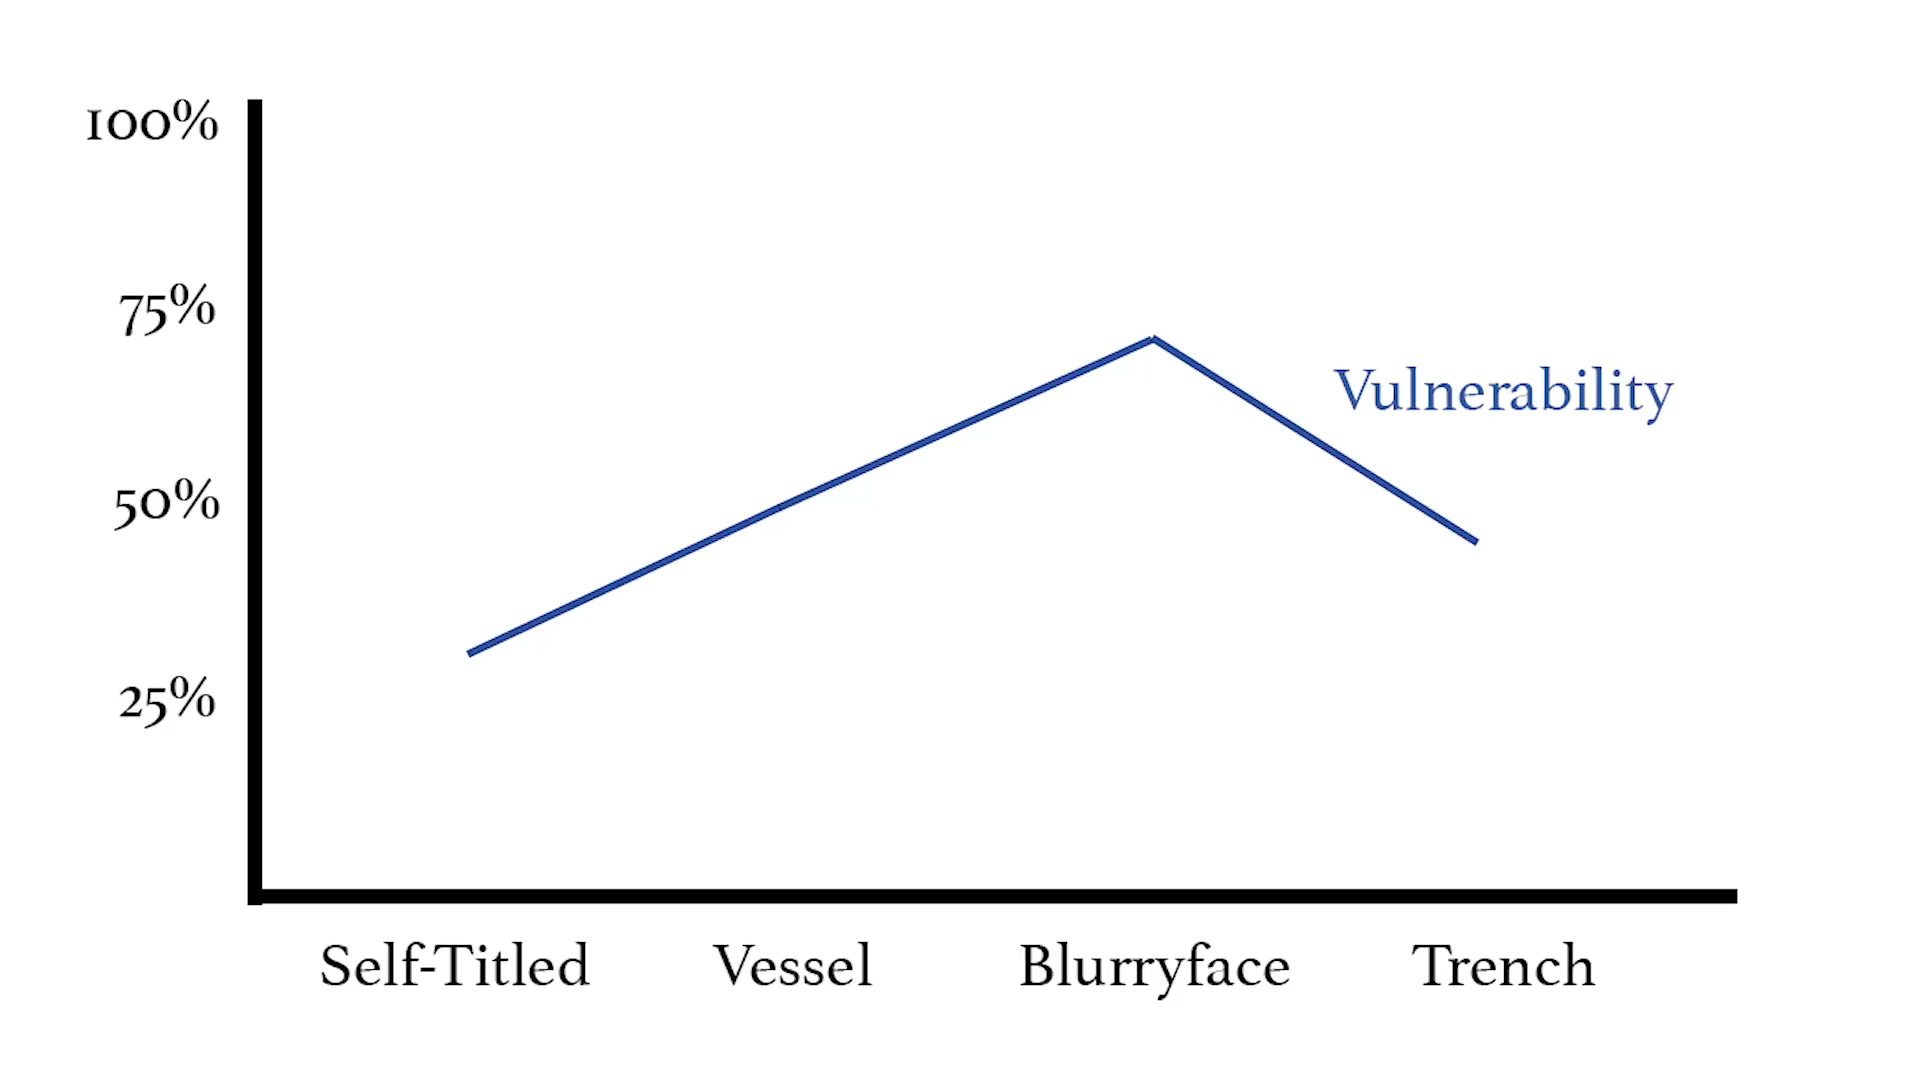 100%
75%
Vulnerability
50%
25%
Self-Titled Vessel Blurryface Trench